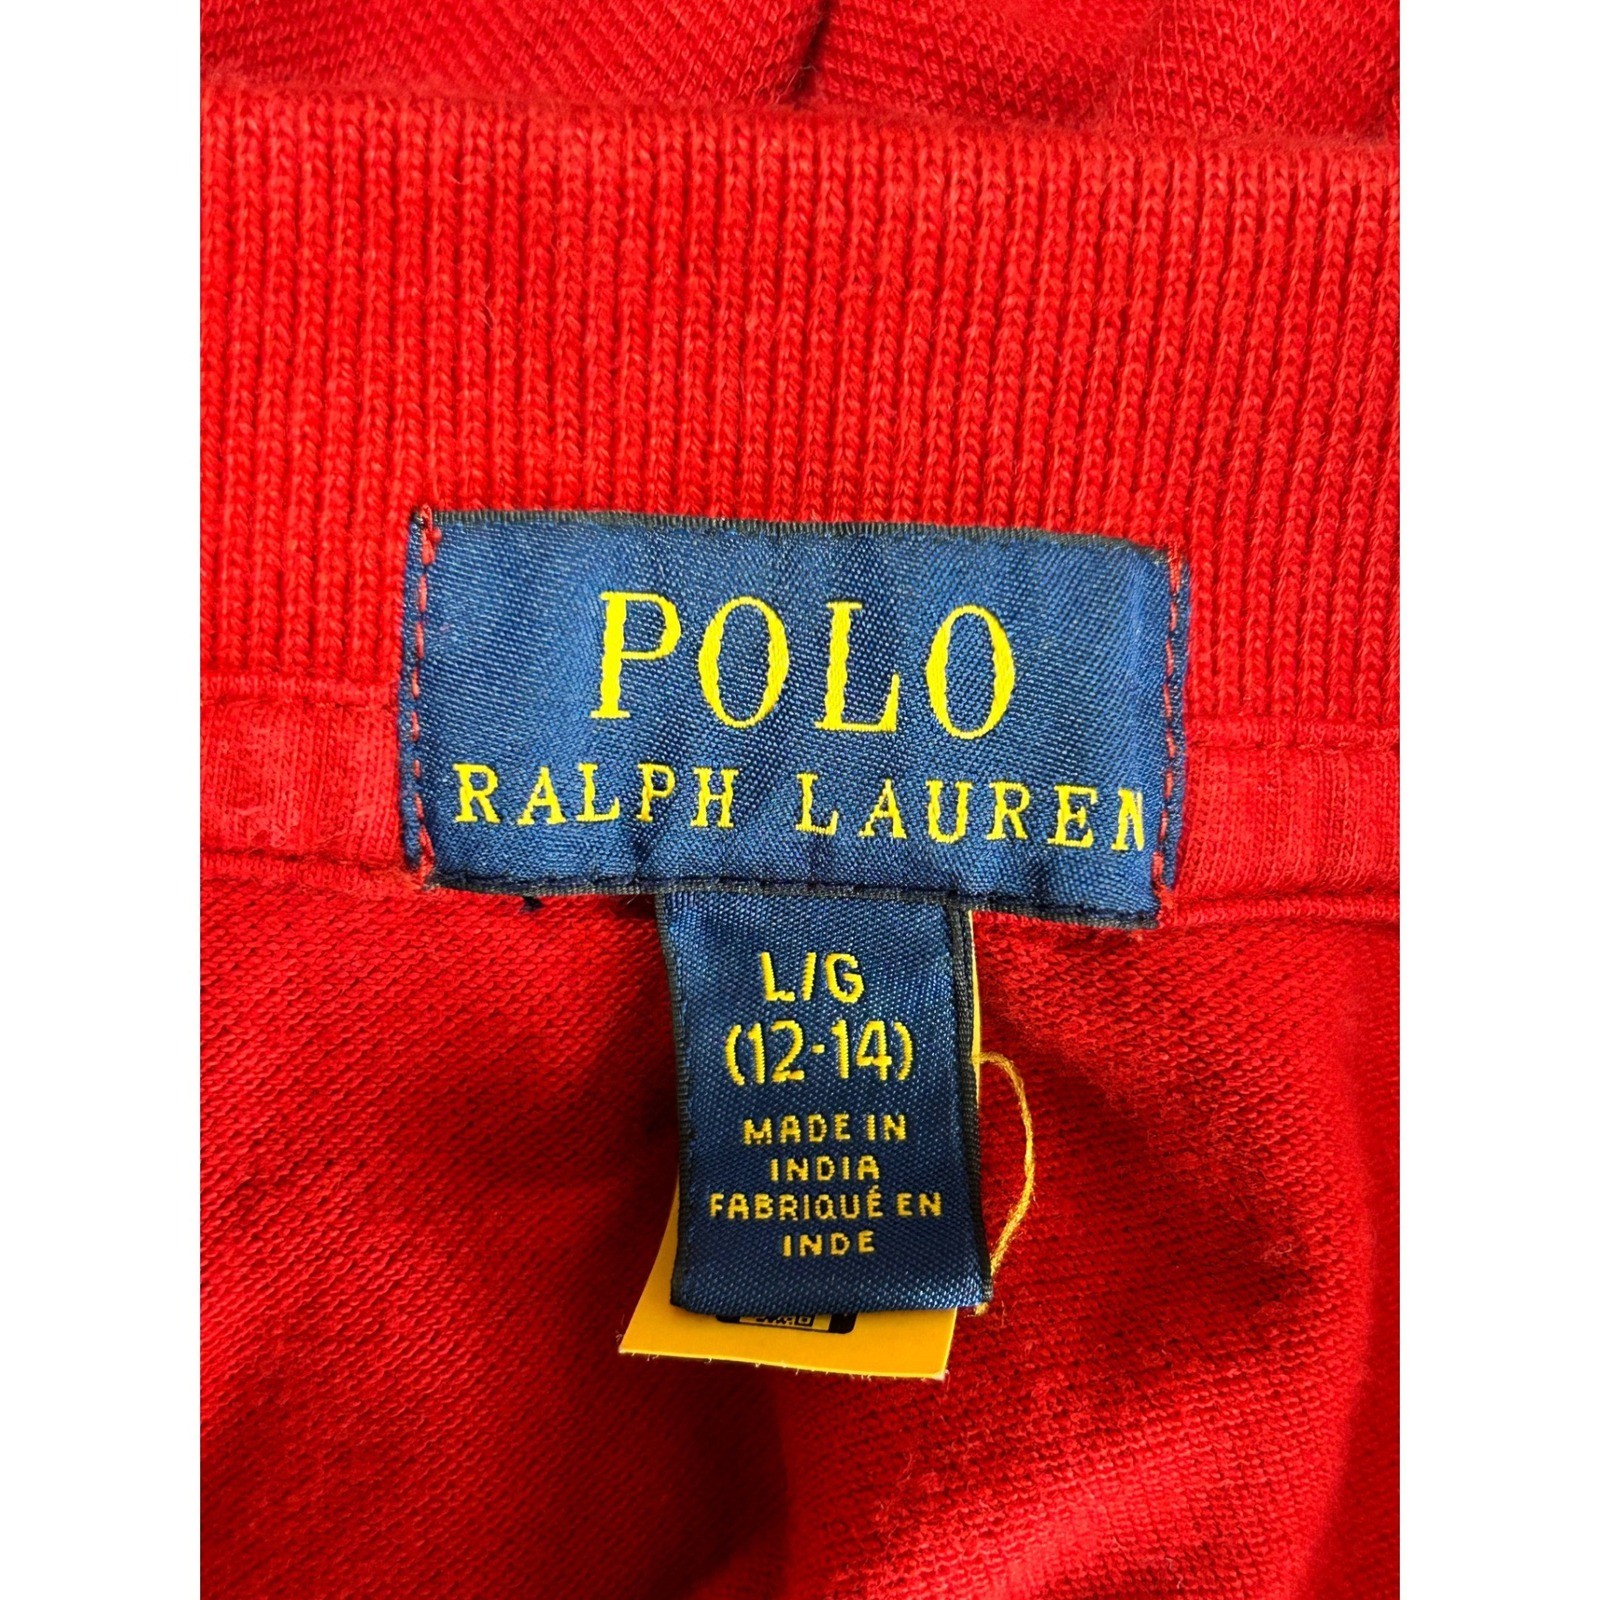 POLO
RALPH LAUREN
L/G
(12-14)
MADE IN
INDIA
FABRIQUÉ EN
INDE